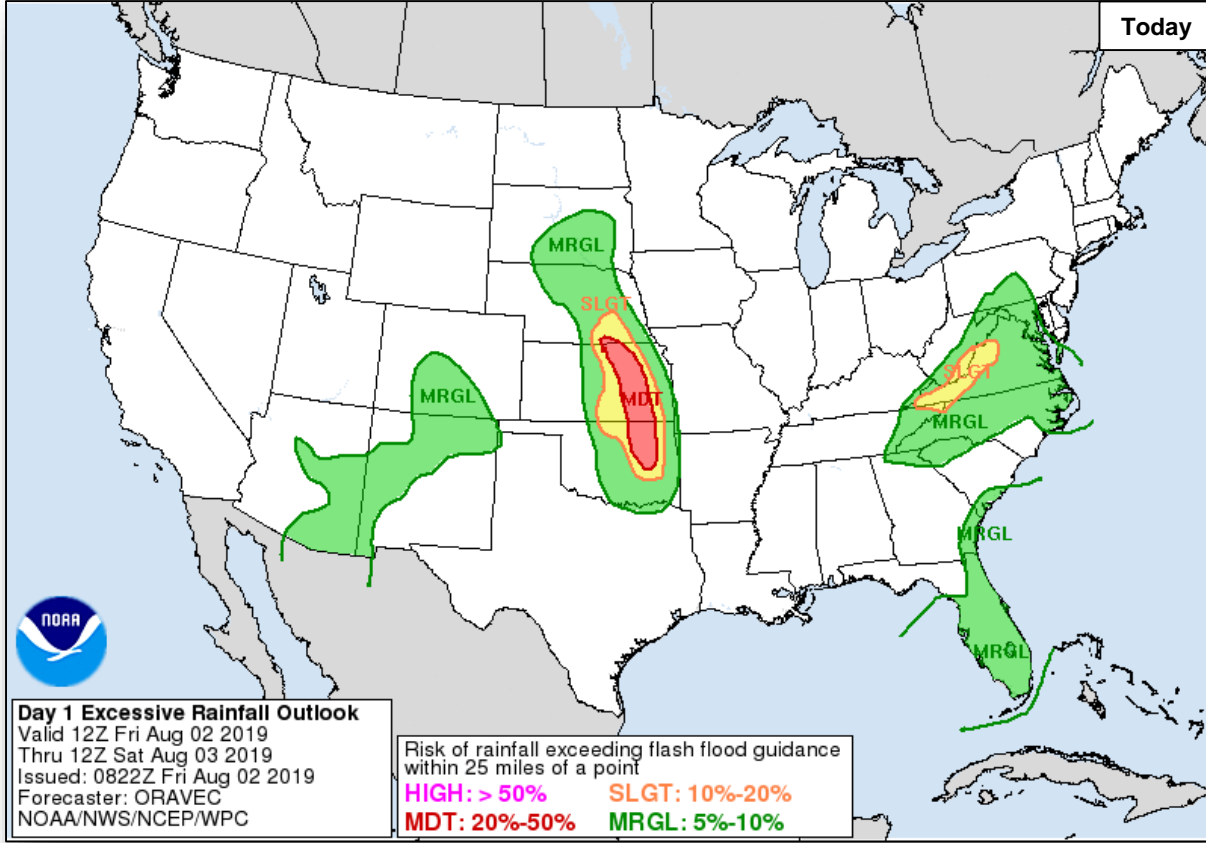 Today
MRGL
SLGT
MDT
MRGL
SLGT
MRGL
MRGL
MRGL
NOAA
Day 1 Excessive Rainfall Outlook
Valid 12Z Fri Aug 02 2019
Thru 12Z Sat Aug 03 2019
Issued: 0822Z Fri Aug 02 2019
Forecaster: ORAVEC
NOAA/NWS/NCEP/WPC
Risk of rainfall exceeding flash flood guidance
within 25 miles of a point
HIGH: > 50% SLGT: 10%-20%
MDT: 20%-50% MRGL: 5%-10%